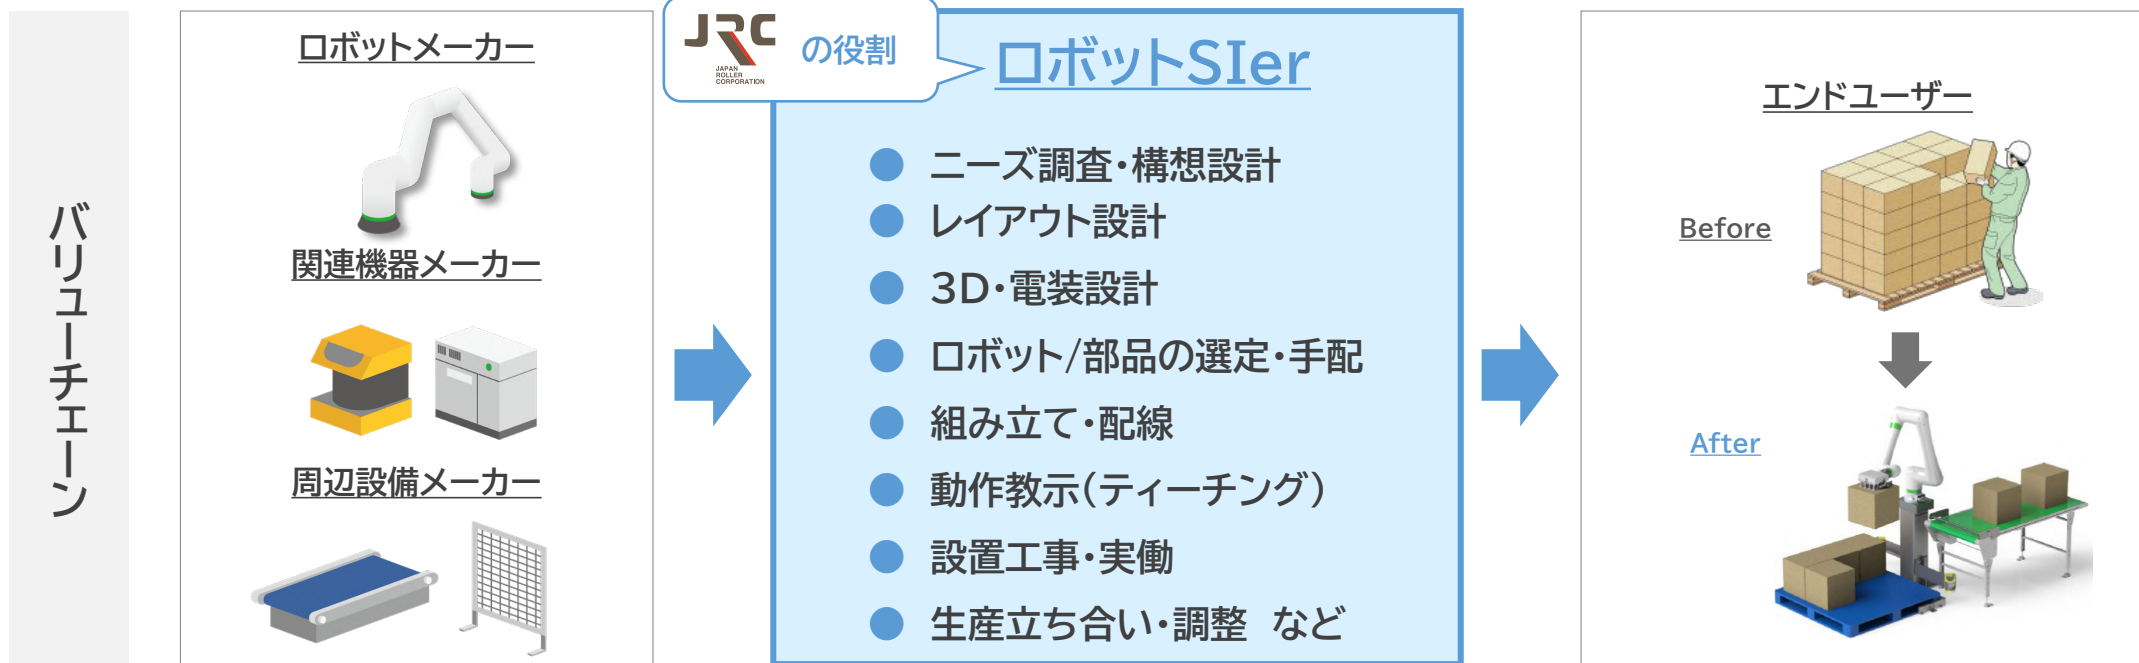 バリューチェーン
ロボットメーカー
関連機器メーカー
周辺設備メーカー
JRC
JAPAN
ROLLER
CORPORATION
の役割
ロボットSIer
● ニーズ調査・構想設計
● レイアウト設計
● 3D・電装設計
● ロボット/部品の選定・手配
● 組み立て・配線
● 動作教示(ティーチング)
● 設置工事・実働
● 生産立ち合い・調整 など
エンドユーザー
Before
After